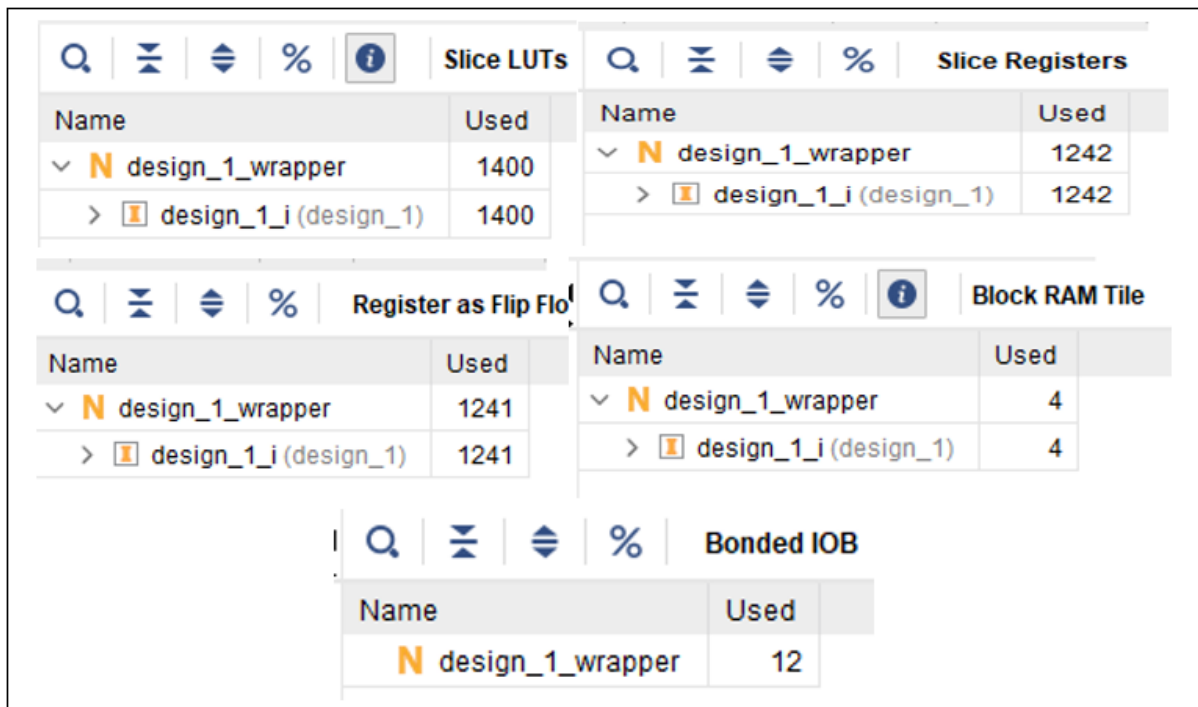 % i Slice LUTs
Name Used
N design_1_wrapper 1400
I design_1_i (design_1) 1400
% Slice Registers
Name Used
N design_1_wrapper 1242
I design_1_i (design_1) 1242
% Register as Flip Flo
Name Used
N design_1_wrapper 1241
I design_1_i (design_1) 1241
% i Block RAM Tile
Name Used
N design_1_wrapper 4
I design_1_i (design_1) 4
% Bonded IOB
Name Used
N design_1_wrapper 12